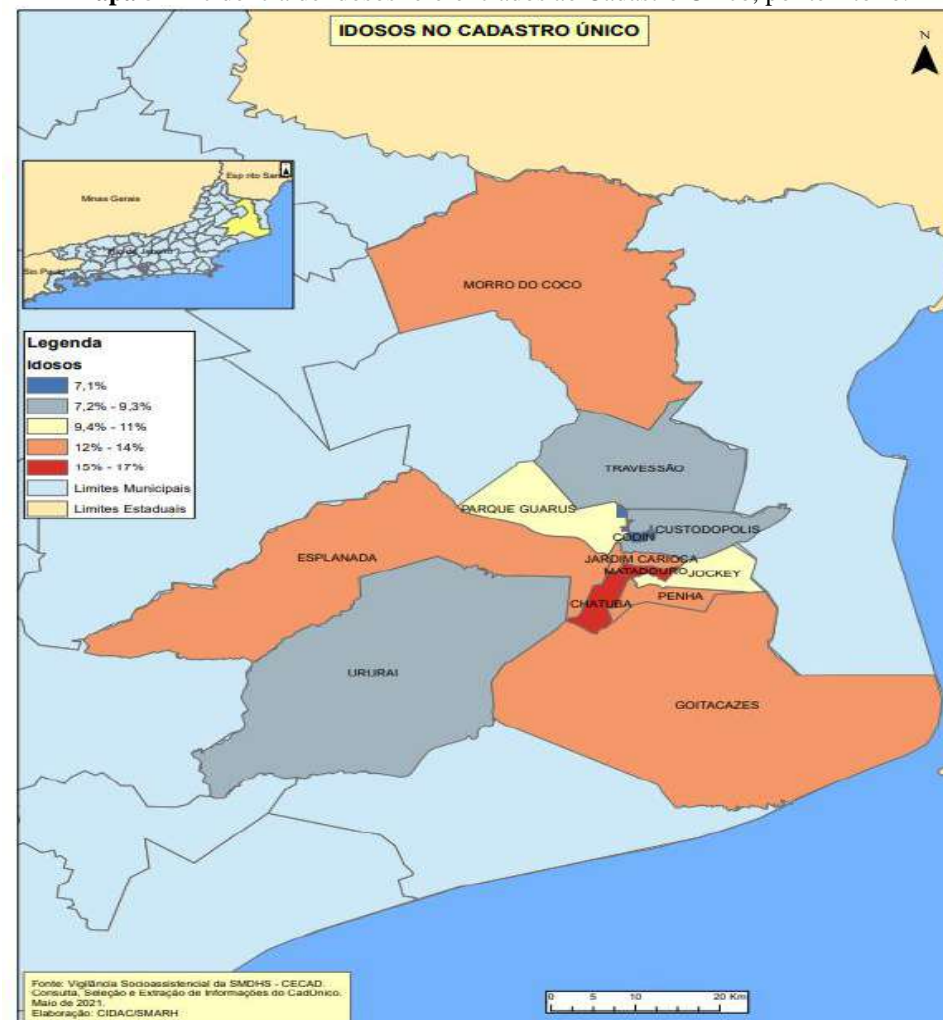 IDOSOS NO CADASTRO ÚNICO
N
Minas Gerais
São Paulo
Legenda
Idosos
7,1%
7,2% - 9,3%
9,4% - 11%
12% - 14%
15% - 17%
Limites Municipais
Limites Estaduais
MORRO DO COCO
TRAVESSÃO
PARQUE GUARUS
CODIN
CUSTODOPOLIS
ESPLANADA
JARDIM CARIOCA
MATADOURO
JOCKEY
CHATUBA
PENHA
URURAI
GOITACAZES
Fonte: Vigilância Socioassistencial da SMDHS - CECAD.
Consulta, Seleção e Extração de Informações do CadÚnico.
Maio de 2021.
Elaboração: CIDAC/SMARH
0 5 10 20 Km